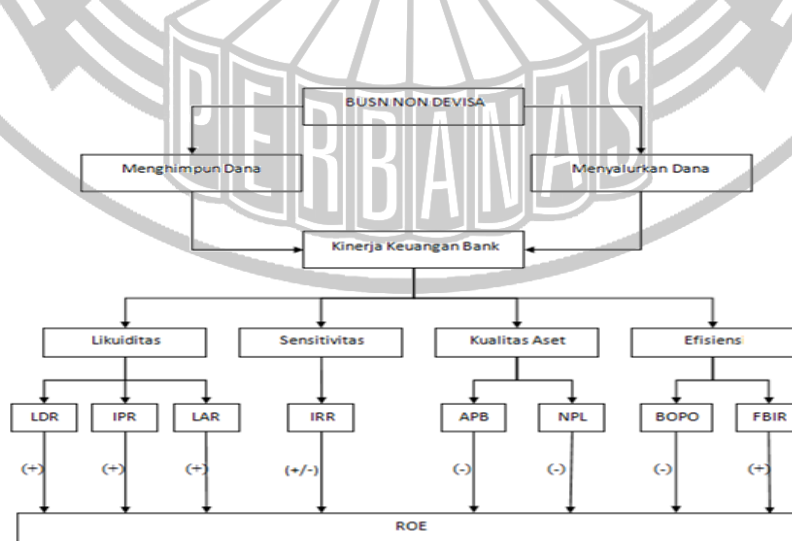 PERBANAS
BUSN NON DEVISA
Menghimpun Dana
Menyalurkan Dana
Kinerja Keuangan Bank
Likuiditas
Sensitivitas
Kualitas Aset
Efisiensi
LDR
IPR
LAR
IRR
APB
NPL
BOPO
FBIR
(+)
(+)
(+)
(+/-)
(-)
(-)
(-)
(+)
ROE